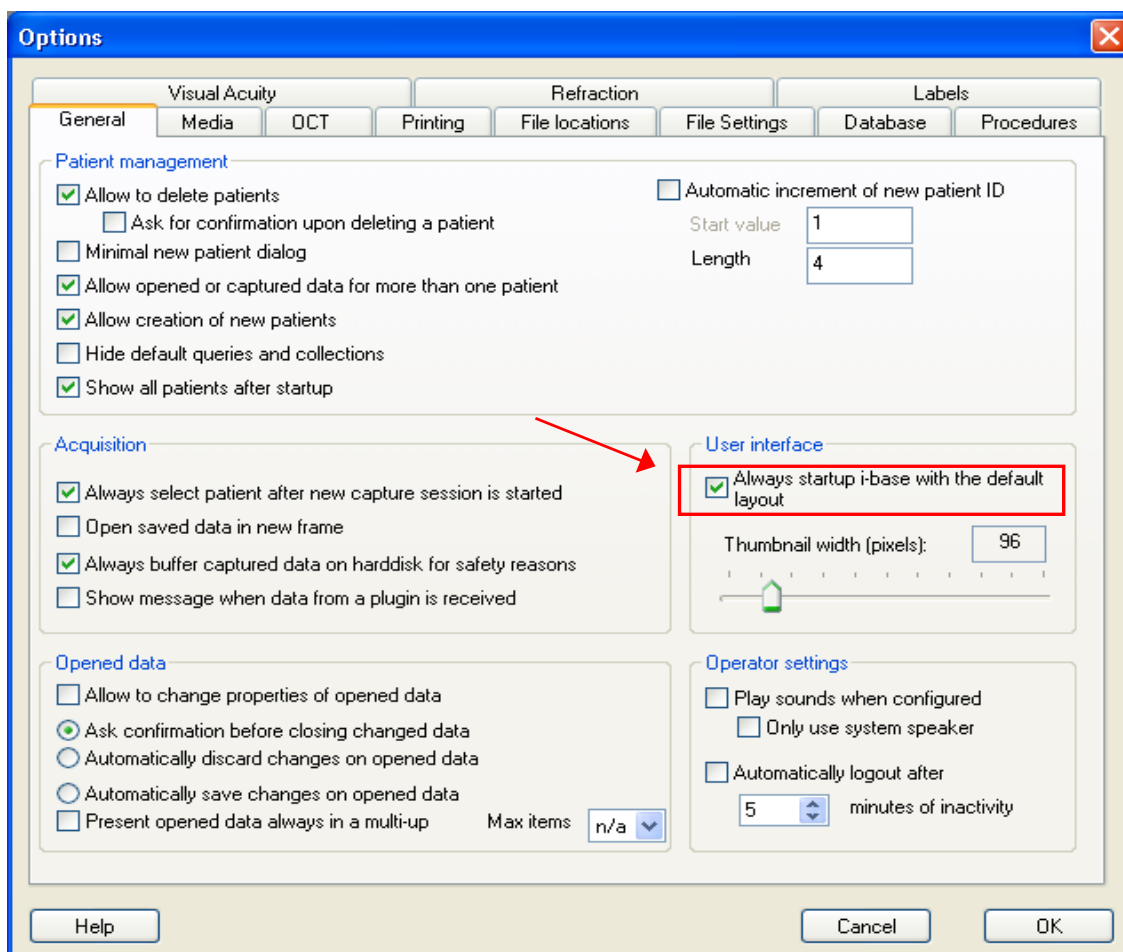 Options
Visual Acuity
Refraction
Labels
General
Media
OCT
Printing
File locations
File Settings
Database
Procedures
Patient management
Allow to delete patients
Ask for confirmation upon deleting a patient
Minimal new patient dialog
Allow opened or captured data for more than one patient
Allow creation of new patients
Hide default queries and collections
Show all patients after startup
Automatic increment of new patient ID
Start value 1
Length 4
Acquisition
Always select patient after new capture session is started
Open saved data in new frame
Always buffer captured data on harddisk for safety reasons
Show message when data from a plugin is received
User interface
Always startup i-base with the default
layout
Thumbnail width (pixels): 96
Opened data
Allow to change properties of opened data
Ask confirmation before closing changed data
Automatically discard changes on opened data
Automatically save changes on opened data
Present opened data always in a multi-up Max items n/a
Operator settings
Play sounds when configured
Only use system speaker
Automatically logout after
5 minutes of inactivity
Help
Cancel
OK